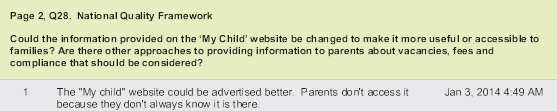 Page 2, Q28. National Quality Framework
Could the information provided on the ‘My Child’ website be changed to make it more useful or accessible to
families? Are there other approaches to providing information to parents about vacancies, fees and
compliance that should be considered?
1 The "My child" website could be advertised better. Parents don't access it Jan 3, 2014 4:49 AM
because they don't always know it is there.